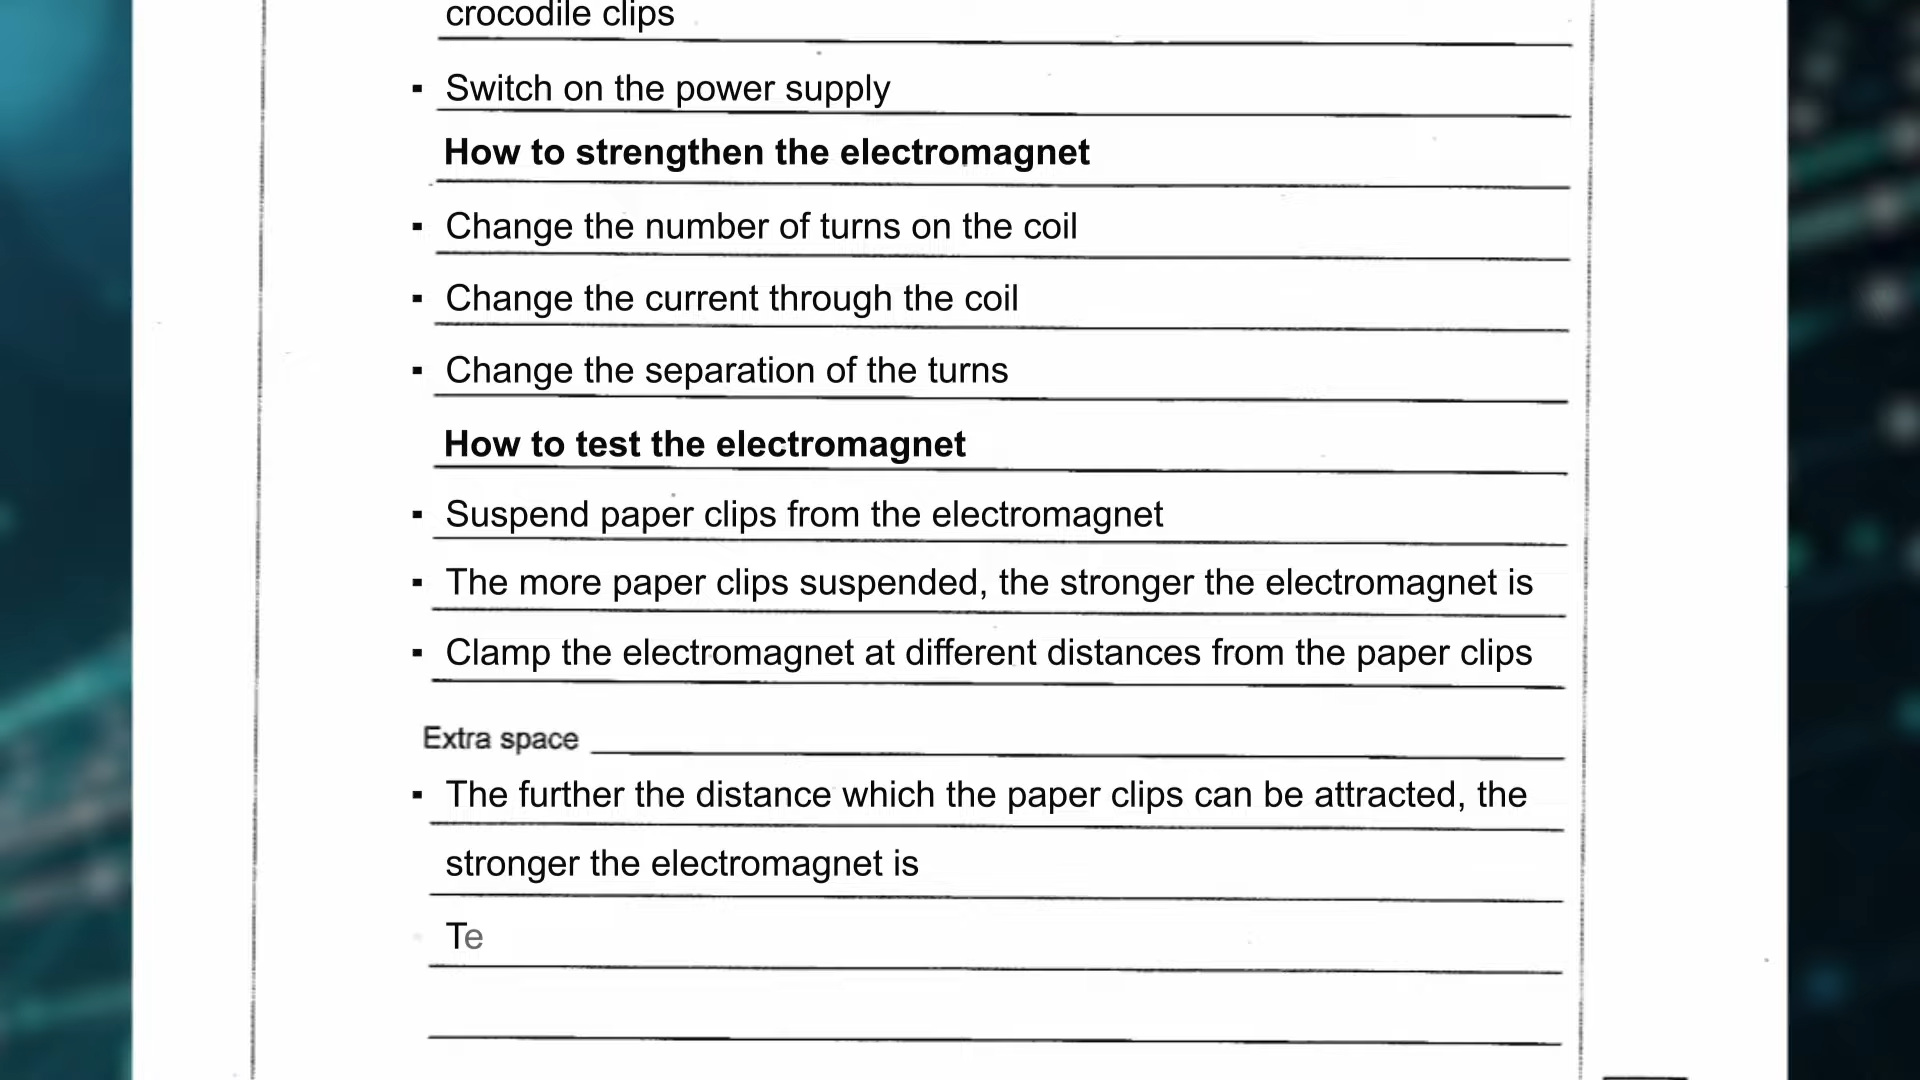 crocodile clips
▪ Switch on the power supply
How to strengthen the electromagnet
▪ Change the number of turns on the coil
▪ Change the current through the coil
▪ Change the separation of the turns
How to test the electromagnet
▪ Suspend paper clips from the electromagnet
▪ The more paper clips suspended, the stronger the electromagnet is
▪ Clamp the electromagnet at different distances from the paper clips
Extra space
▪ The further the distance which the paper clips can be attracted, the
stronger the electromagnet is
Te